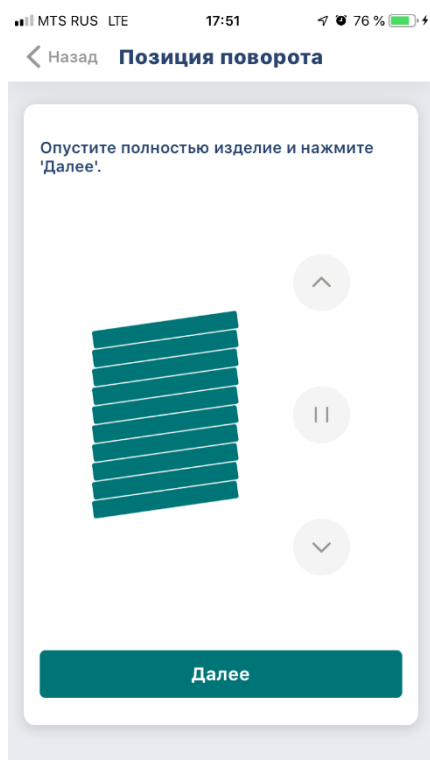 MTS RUS LTE 17:51 76 %
Назад Позиция поворота
Опустите полностью изделие и нажмите
'Далее'.
Далее